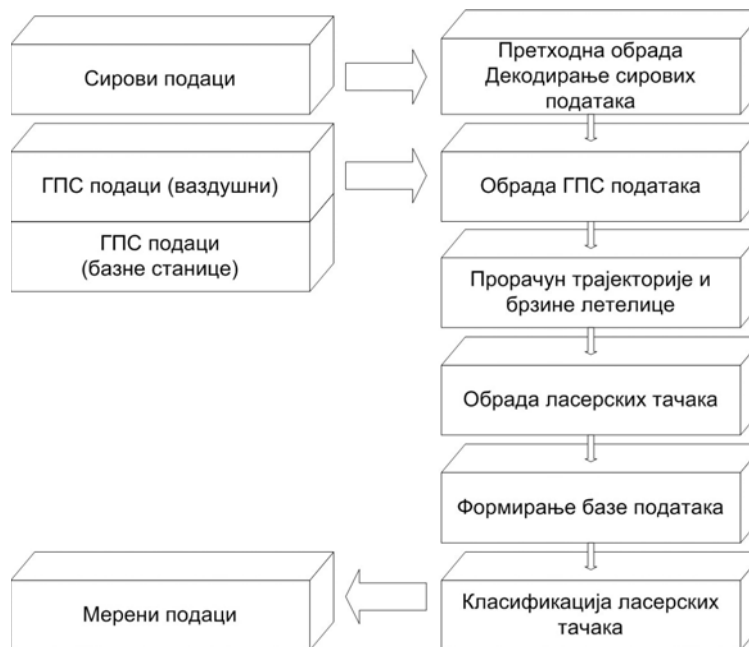 Сирови подаци
Претходна обрада
Декодирање сирових
података
ГПС подаци (ваздушни)
Обрада ГПС података
ГПС подаци
(базне станице)
Прорачун трајекторије и
брзине летелице
Обрада ласерских тачака
Формирање базе података
Мерени подаци
Класификација ласерских
тачака